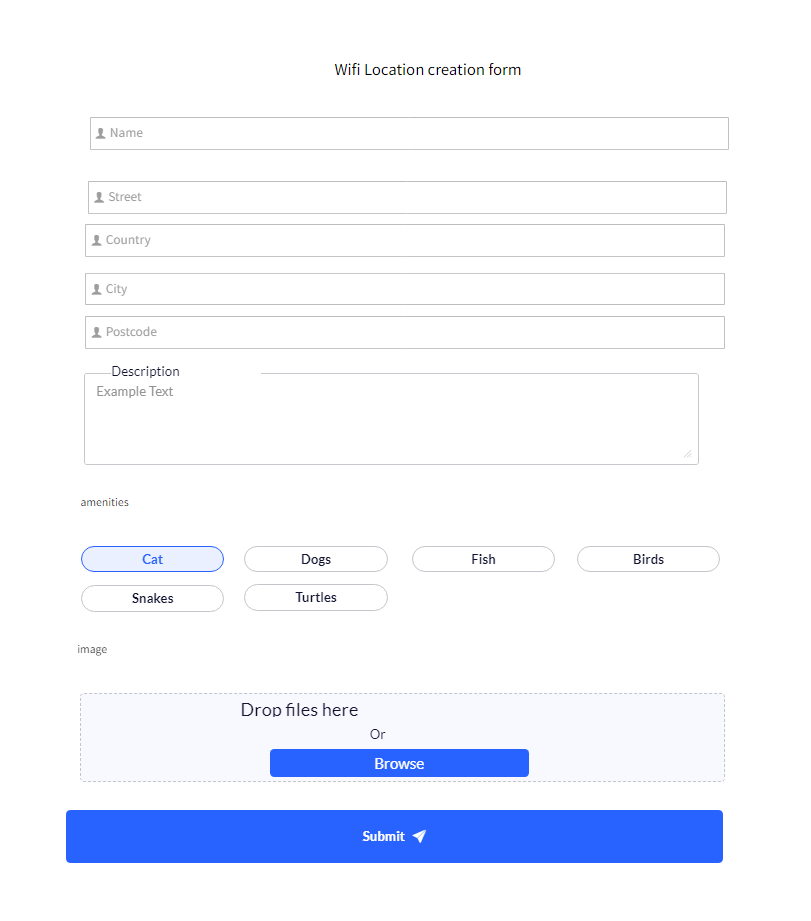 Wifi Location creation form
Name
Street
Country
City
Postcode
Description
Example Text
amenities
Cat Dogs Fish Birds
Snakes Turtles
image
Drop files here
Or
Browse
Submit